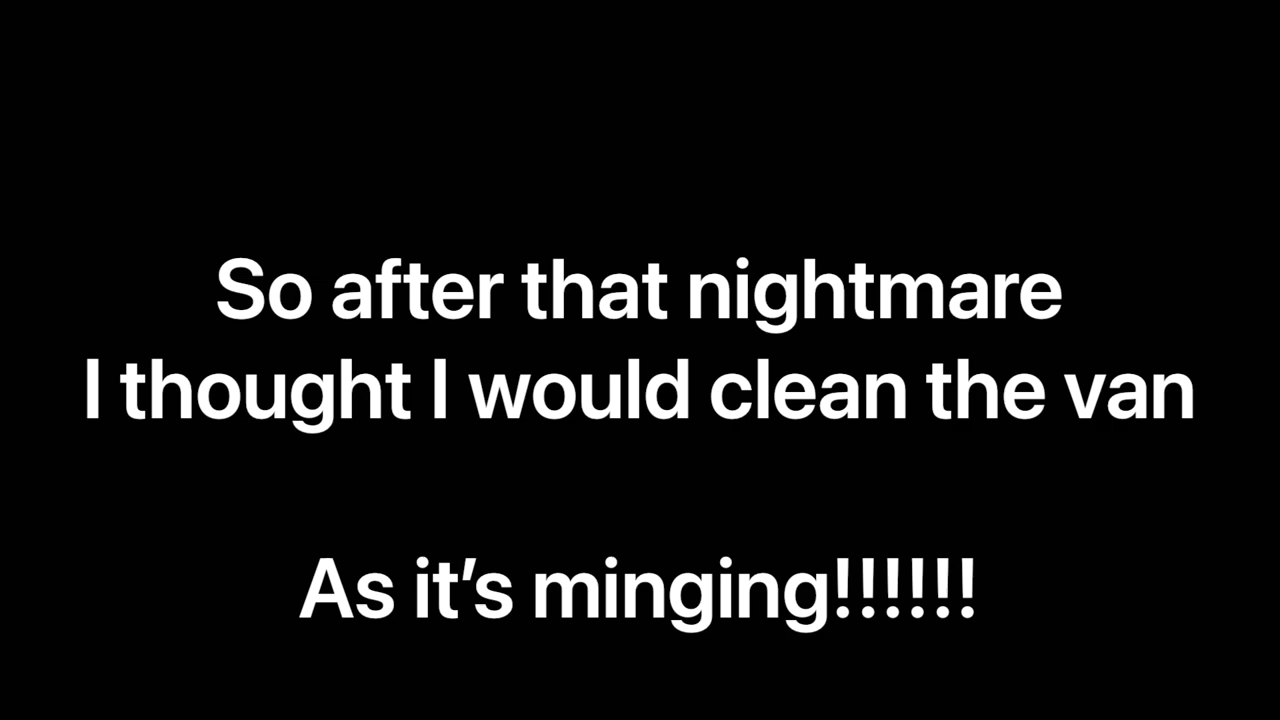 So after that nightmare
I thought I would clean the van
As it’s minging!!!!!!